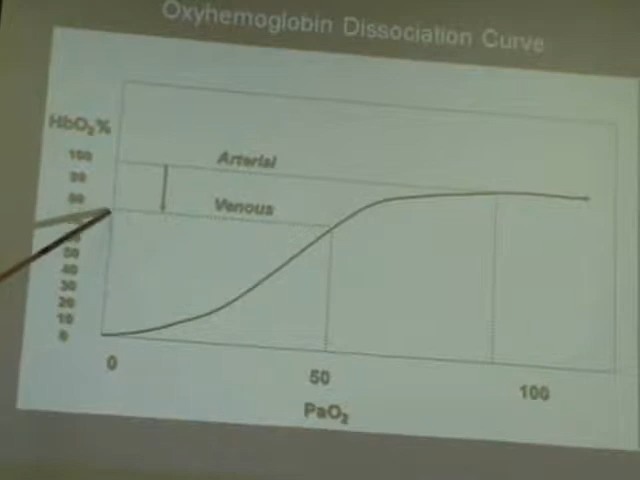 Oxyhemoglobin Dissociation Curve
HbO₂%
100
Arterial
90
80
Venous
50
40
30
20
10
0
0
50
100
PaO₂